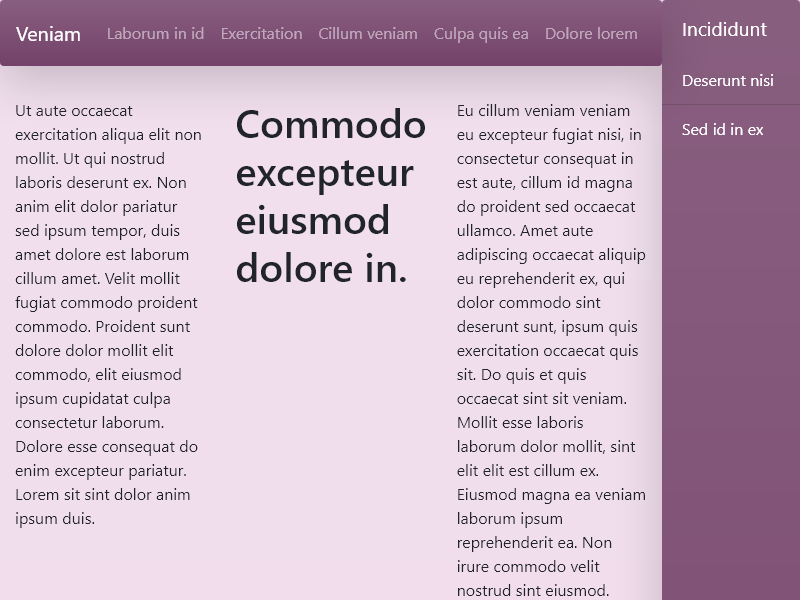 Veniam
Laborum in id
Exercitation
Cillum veniam
Culpa quis ea
Dolore lorem
Ut aute occaecat
exercitation aliqua elit non
mollit. Ut qui nostrud
laboris deserunt ex. Non
anim elit dolor pariatur
sed ipsum tempor, duis
amet dolore est laborum
cillum amet. Velit mollit
fugiat commodo proident
commodo. Proident sunt
dolore dolor mollit elit
commodo, elit eiusmod
ipsum cupidatat culpa
consectetur laborum.
Dolore esse consequat do
enim excepteur pariatur.
Lorem sit sint dolor anim
ipsum duis.
Commodo
excepteur
eiusmod
dolore in.
Eu cillum veniam veniam
eu excepteur fugiat nisi, in
consectetur consequat in
est aute, cillum id magna
do proident sed occaecat
ullamco. Amet aute
adipiscing occaecat aliquip
eu reprehenderit ex, qui
dolor commodo sint
deserunt sunt, ipsum quis
exercitation occaecat quis
sit. Do quis et quis
occaecat sint sit veniam.
Mollit esse laboris
laborum dolor mollit, sint
elit elit est cillum ex.
Eiusmod magna ea veniam
laborum ipsum
reprehenderit ea. Non
irure commodo velit
nostrud sint eiusmod.
Incididunt
Deserunt nisi
Sed id in ex